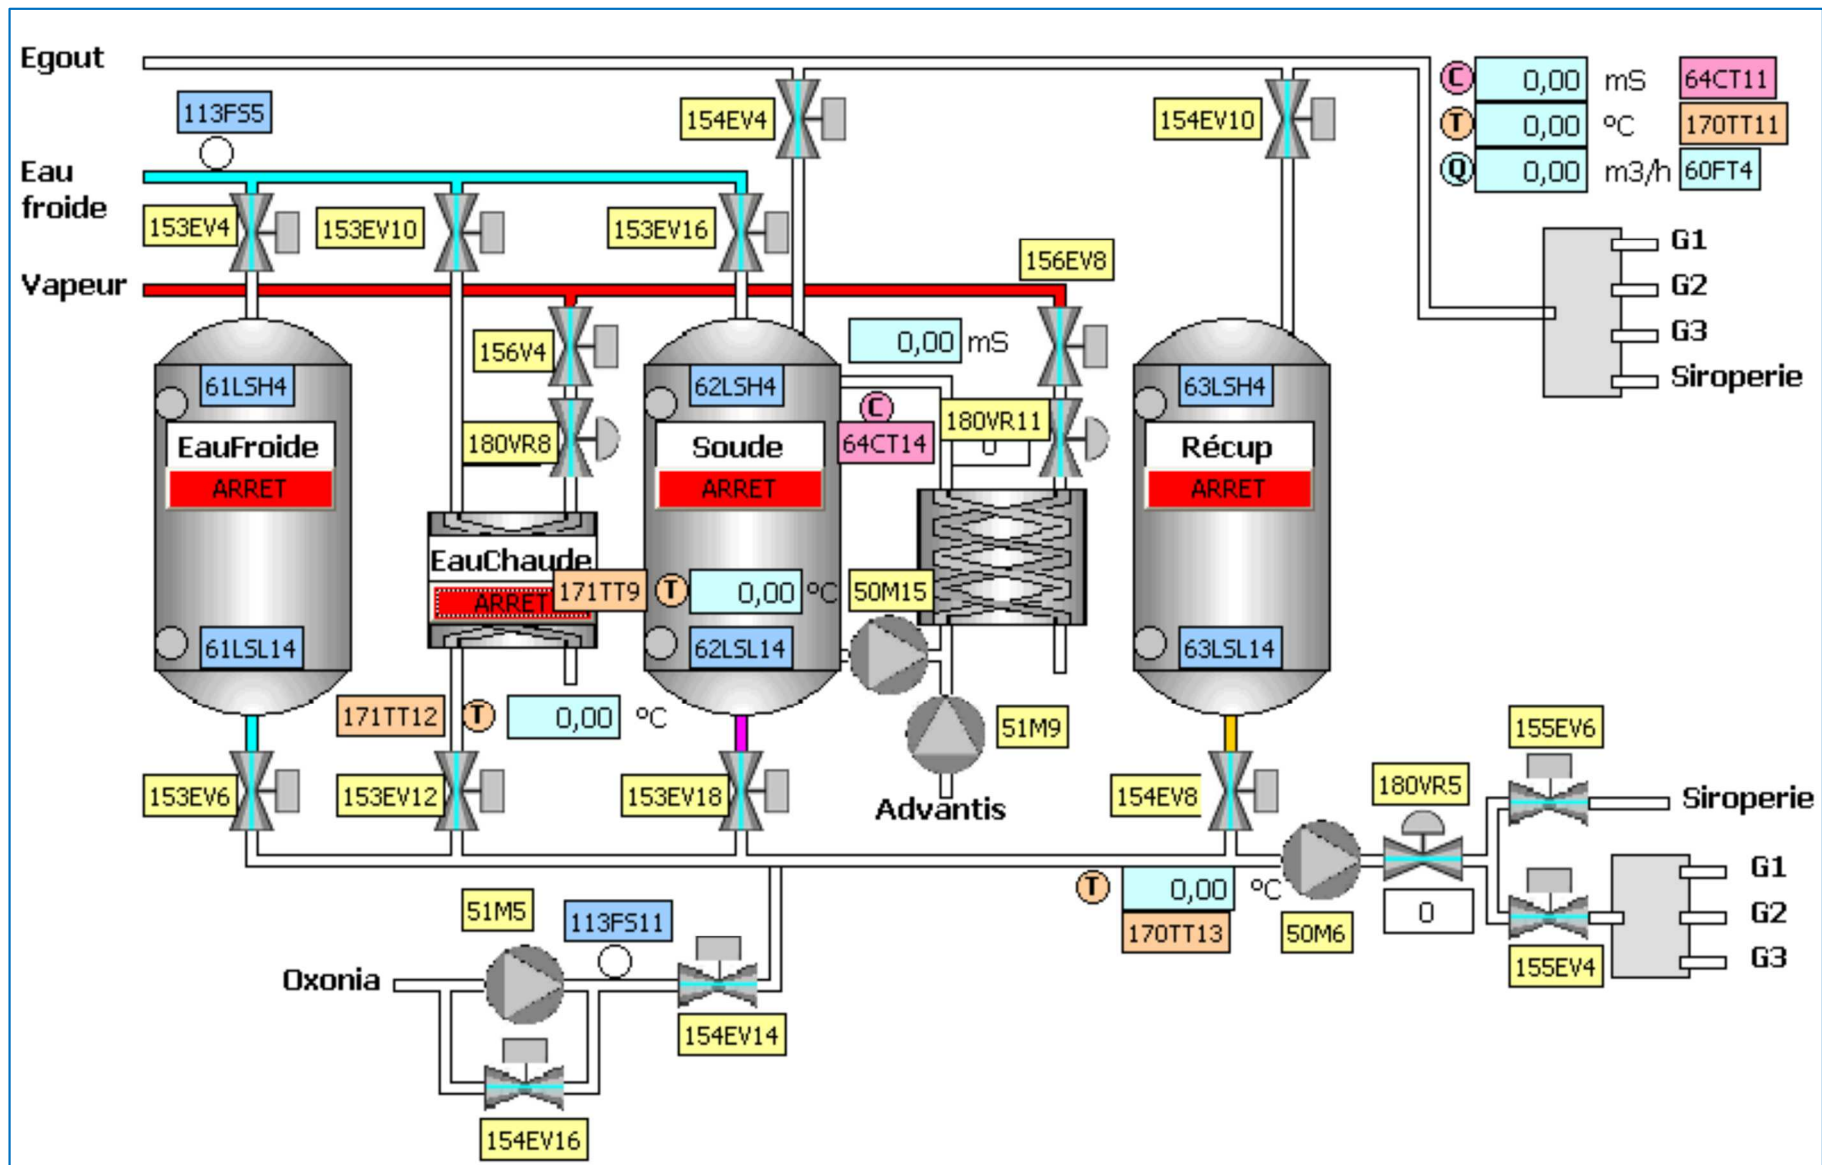 Egout
C 0,00 mS 64CT11
113FS5
154EV4
154EV10
T 0,00 °C 170TT11
Q 0,00 m3/h 60FT4
Eau
froide
153EV4
153EV10
153EV16
156EV8
G1
Vapeur
G2
156V4
0,00 mS
G3
61LSH4
62LSH4
63LSH4
Siroperie
EauFroide
180VR8
Soude
C
64CT14
180VR11
0
Récup
ARRET
ARRET
ARRET
EauChaude
ARRET
171TT9 T 0,00 °C
50M15
61LSL14
62LSL14
63LSL14
171TT12 T 0,00 °C
51M9
155EV6
153EV6
153EV12
153EV18
Advantis
154EV8
180VR5
Siroperie
51M5
113FS11
T 0,00 °C
170TT13
50M6
0
G1
G2
G3
155EV4
Oxonia
154EV14
154EV16